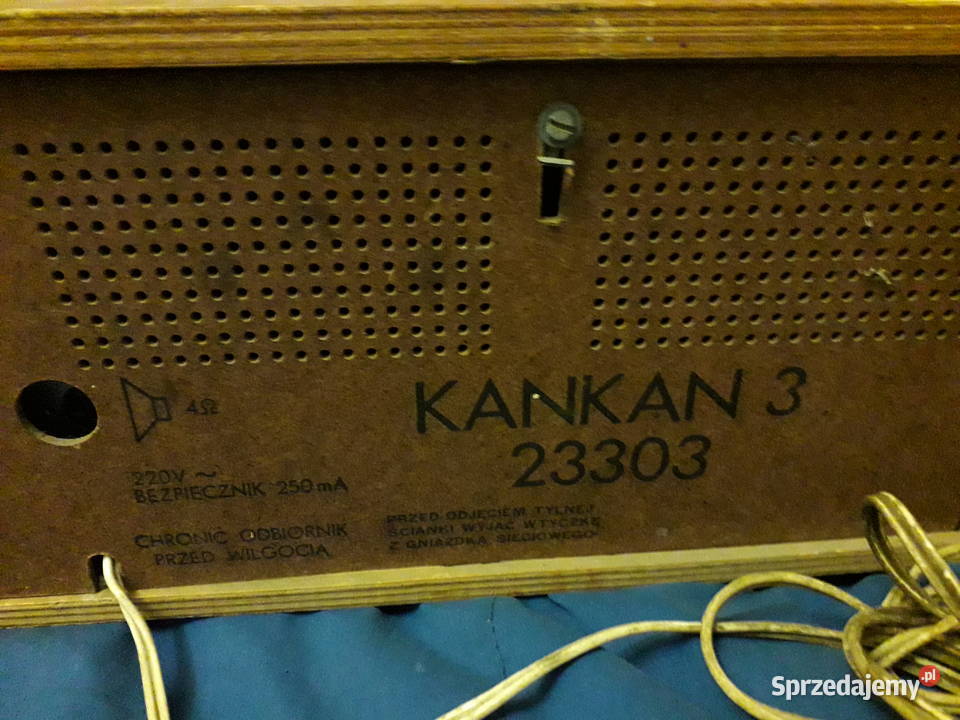 4Ω
KANKAN 3
23303
220V ~
BEZPIECZNIK 250 mA
CHRONIĆ ODBIORNIK
PRZED WILGOCIĄ
PRZED ODJĘCIEM TYLNEJ
ŚCIANKI WYJĄĆ WTYCZKĘ
Z GNIAZDKA SIECIOWEGO
Sprzedajemy.pl